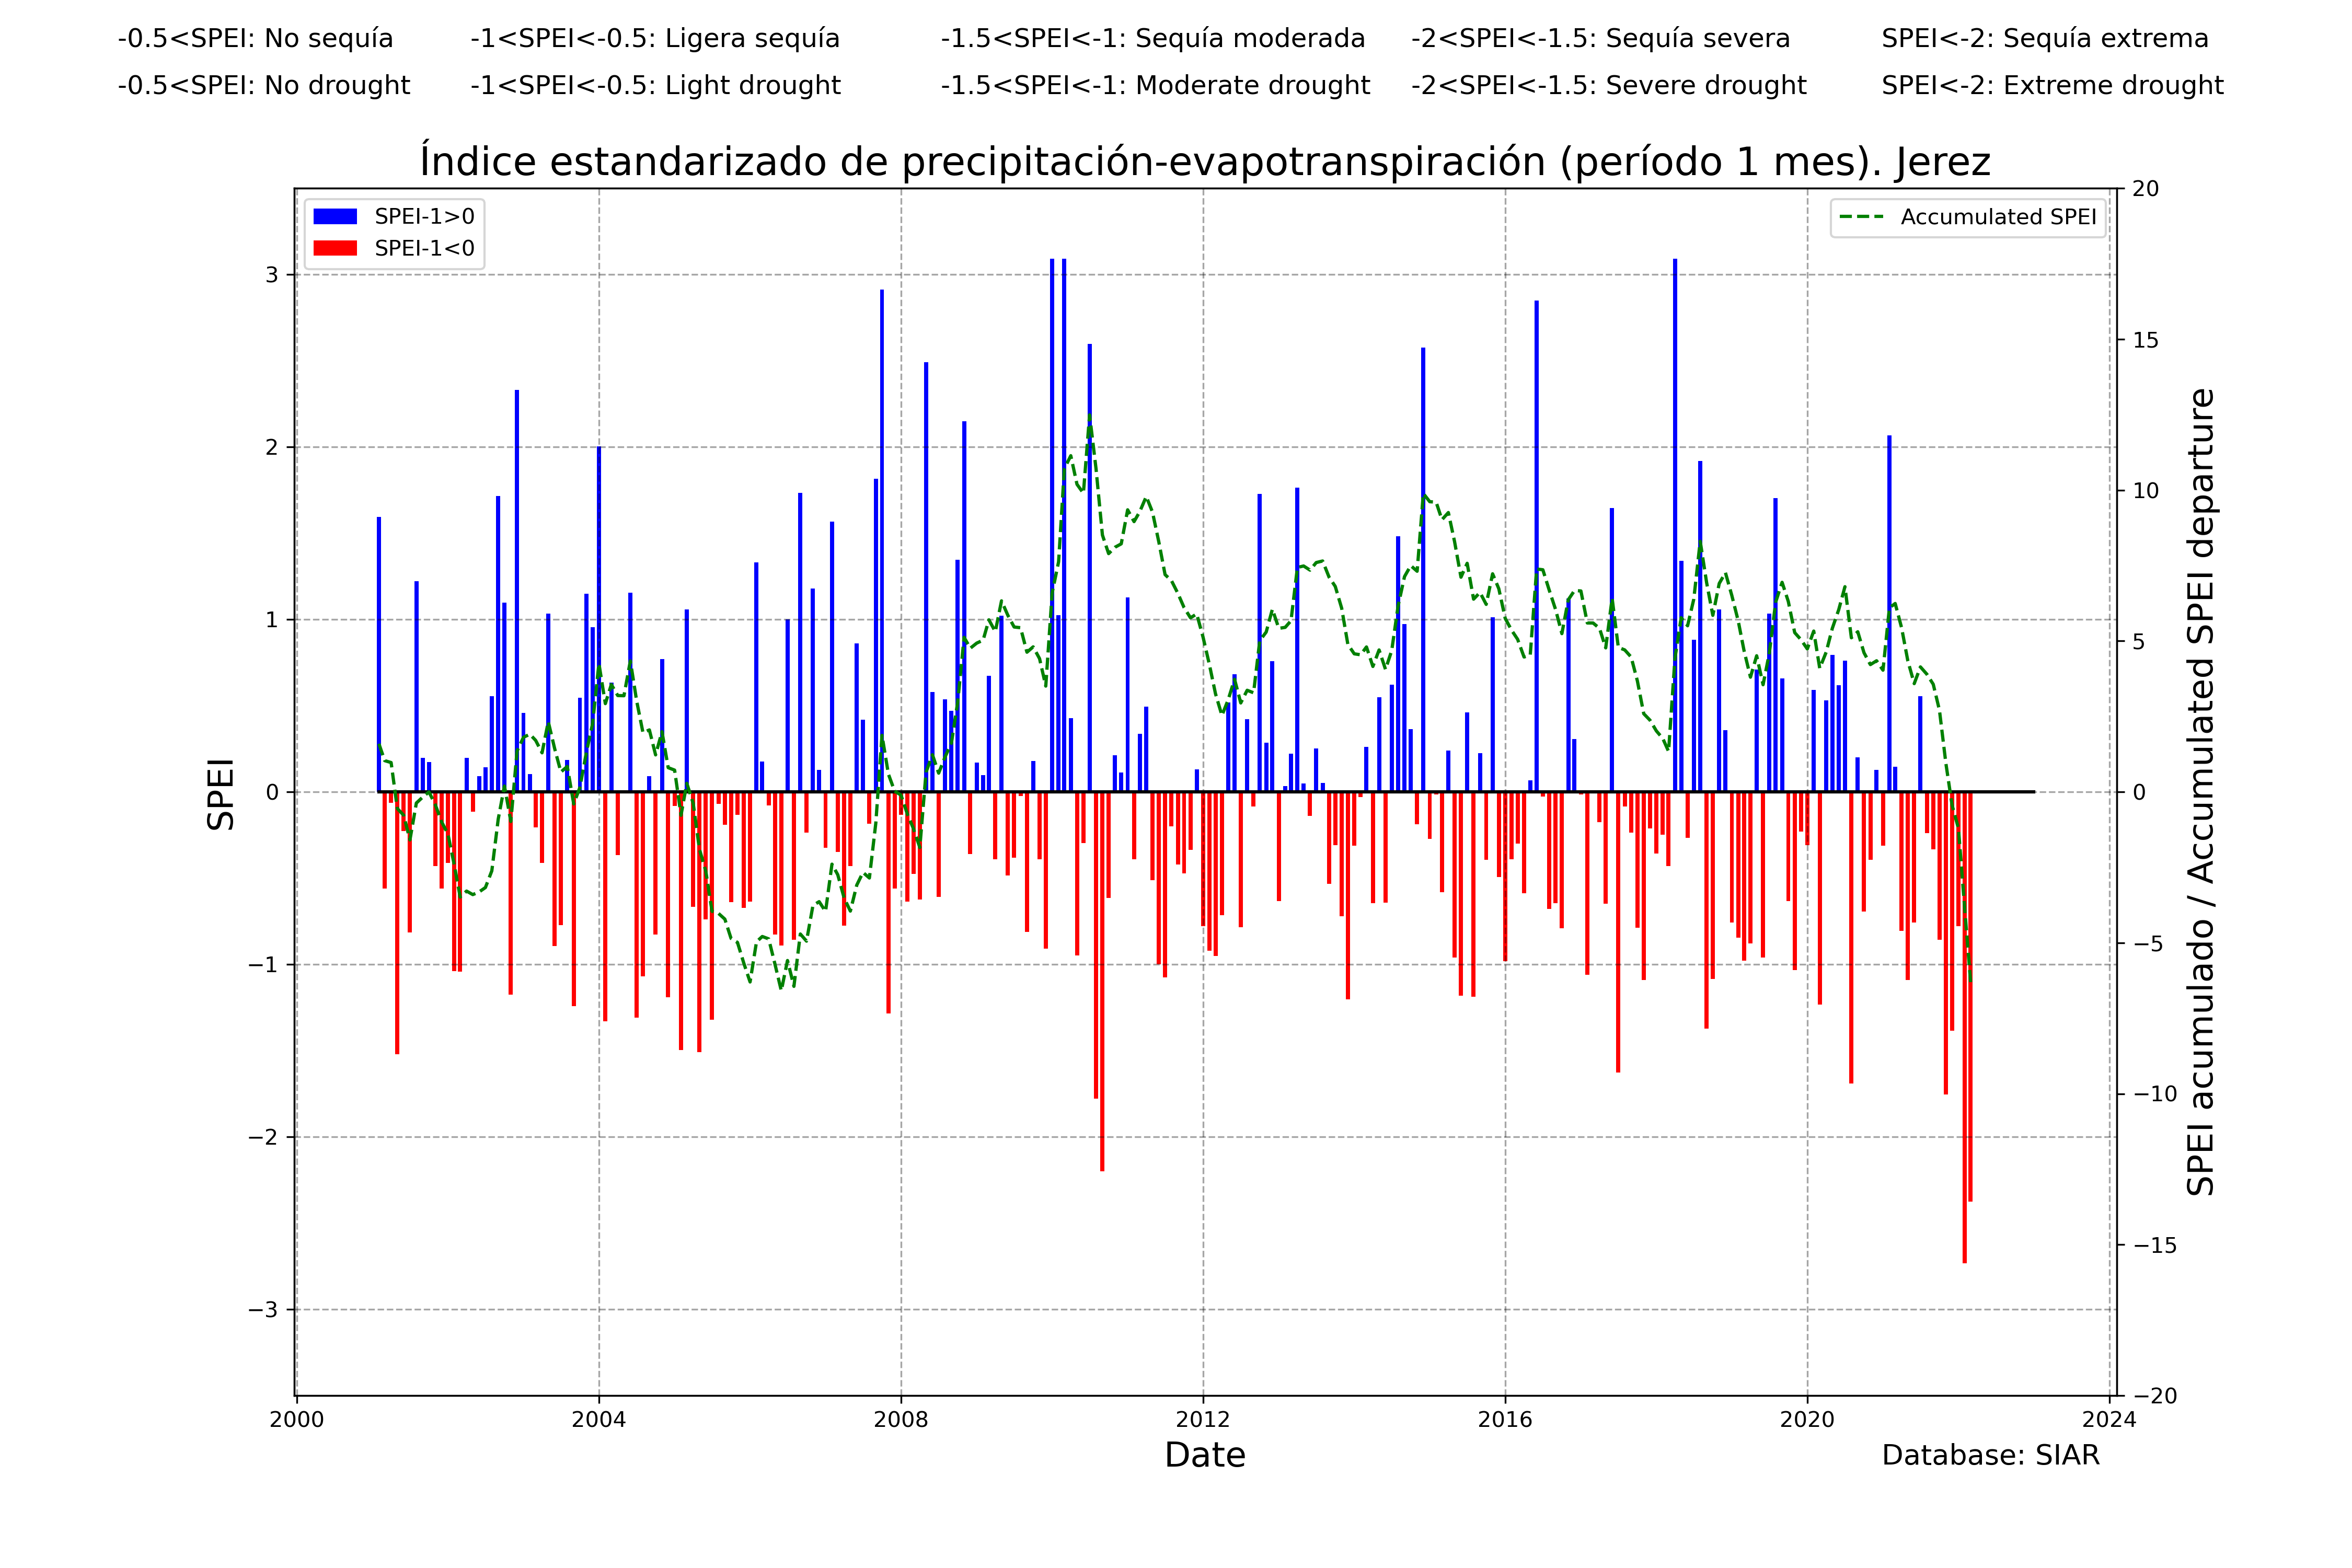 -0.5<SPEI: No sequía -1<SPEI<-0.5: Ligera sequía -1.5<SPEI<-1: Sequía moderada -2<SPEI<-1.5: Sequía severa SPEI<-2: Sequía extrema
-0.5<SPEI: No drought -1<SPEI<-0.5: Light drought -1.5<SPEI<-1: Moderate drought -2<SPEI<-1.5: Severe drought SPEI<-2: Extreme drought
Índice estandarizado de precipitación-evapotranspiración (período 1 mes). Jerez
SPEI-1>0
SPEI-1<0
Accumulated SPEI
SPEI
3
2
1
0
−1
−2
−3
20
15
10
5
0
−5
−10
−15
−20
SPEI acumulado / Accumulated SPEI departure
2000 2004 2008 2012 2016 2020 2024
Date
Database: SIAR